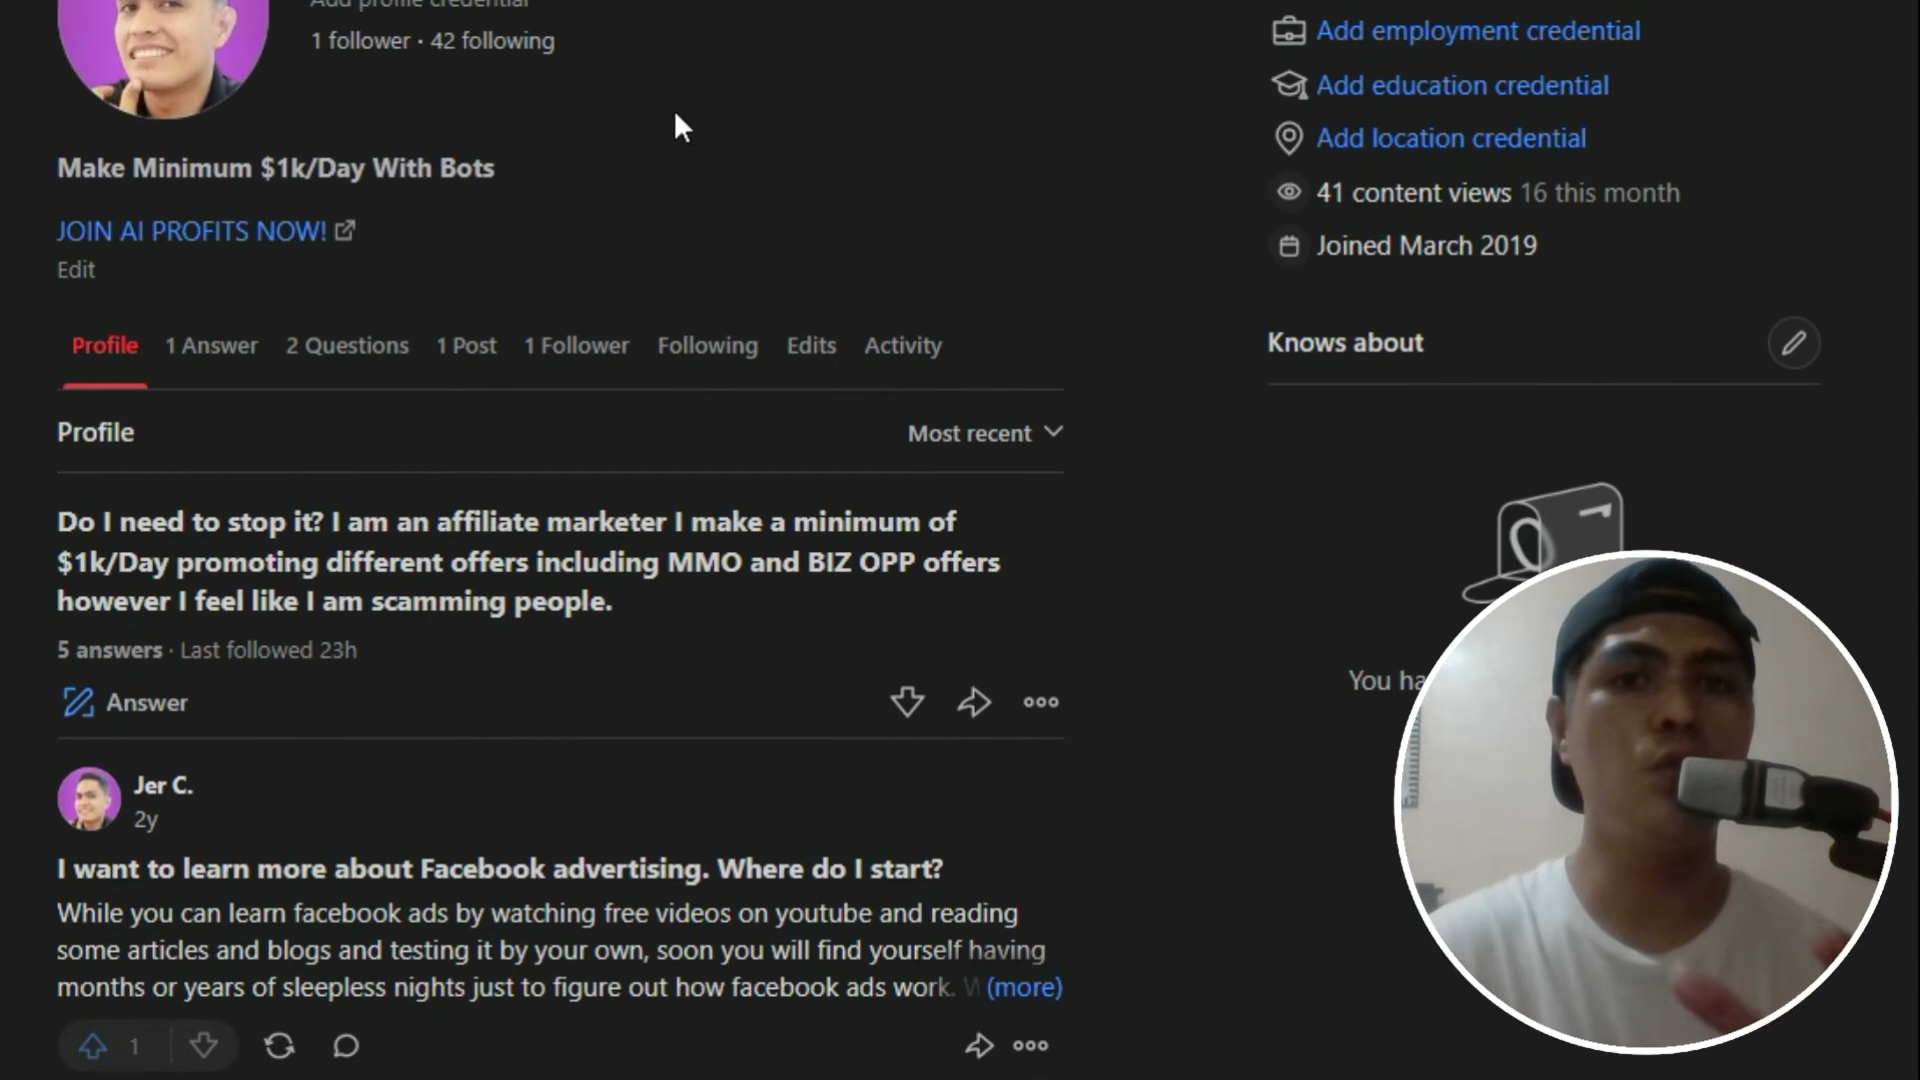 Add profile credential
1 follower · 42 following
Make Minimum $1k/Day With Bots
JOIN AI PROFITS NOW!
Edit
Profile 1 Answer 2 Questions 1 Post 1 Follower Following Edits Activity
Profile
Most recent
Do I need to stop it? I am an affiliate marketer I make a minimum of
$1k/Day promoting different offers including MMO and BIZ OPP offers
however I feel like I am scamming people.
5 answers · Last followed 23h
Answer
Jer C.
2y
I want to learn more about Facebook advertising. Where do I start?
While you can learn facebook ads by watching free videos on youtube and reading
some articles and blogs and testing it by your own, soon you will find yourself having
months or years of sleepless nights just to figure out how facebook ads work. (more)
1
Add employment credential
Add education credential
Add location credential
41 content views 16 this month
Joined March 2019
Knows about
You